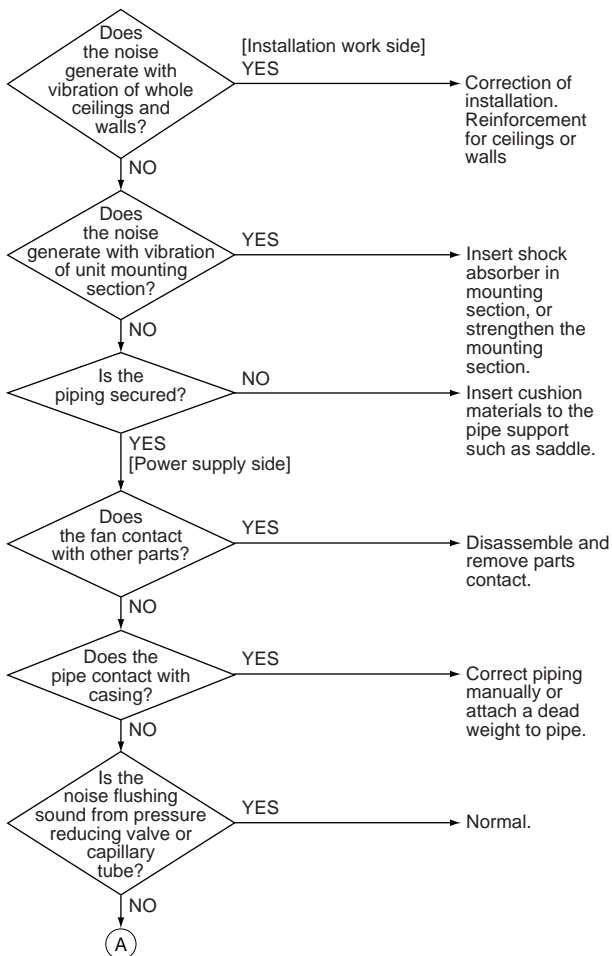 Does
the noise
generate with
vibration of whole
ceilings and
walls?
[Installation work side]
YES
Correction of
installation.
Reinforcement
for ceilings or
walls
NO
Does
the noise
generate with vibration
of unit mounting
section?
YES
Insert shock
absorber in
mounting
section, or
strengthen the
mounting
section.
NO
Is the
piping secured?
NO
Insert cushion
materials to the
pipe support
such as saddle.
YES
[Power supply side]
Does
the fan contact
with other parts?
YES
Disassemble and
remove parts
contact.
NO
Does the
pipe contact with
casing?
YES
Correct piping
manually or
attach a dead
weight to pipe.
NO
Is the
noise flushing
sound from pressure
reducing valve or
capillary
tube?
YES
Normal.
NO
A